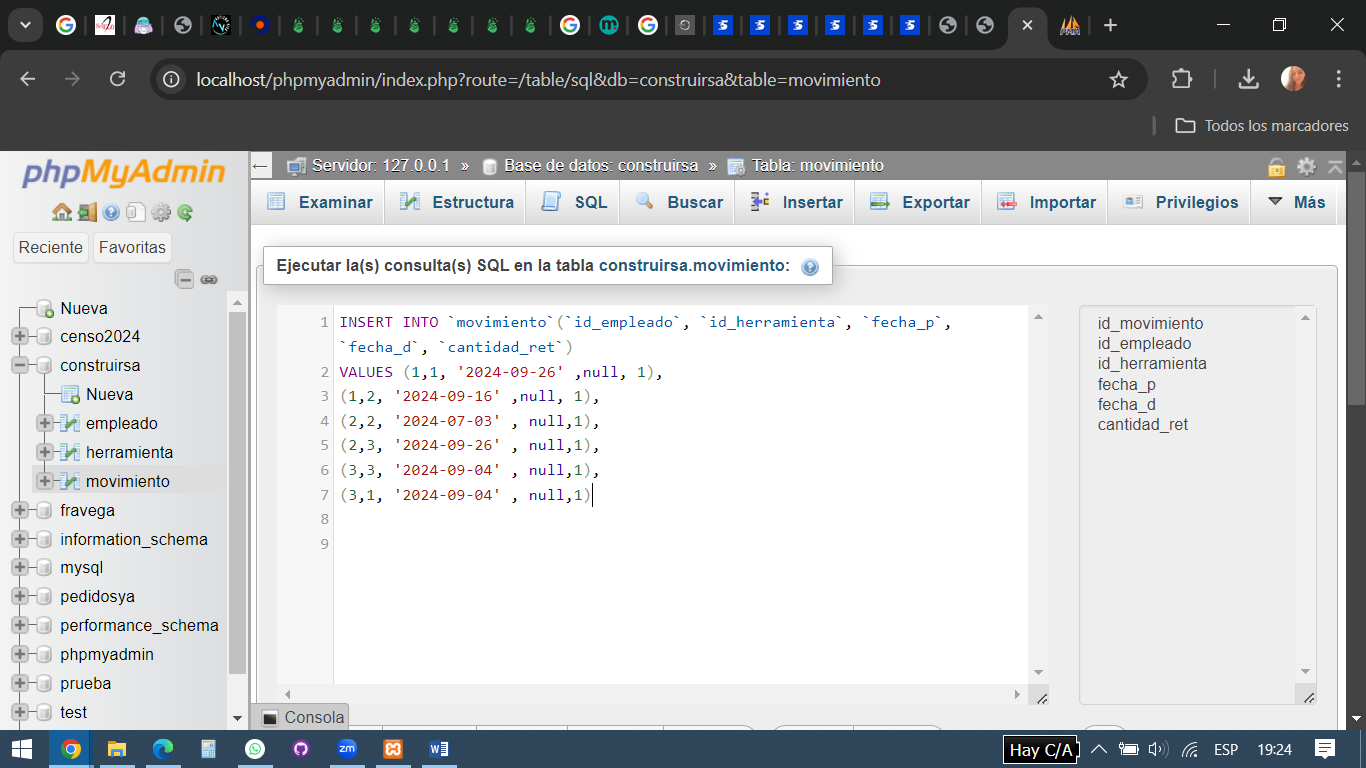 localhost/phpmyadmin/index.php?route=/table/sql&db=construirsa&table=movimiento
Todos los marcadores
phpMyAdmin
Reciente Favoritas
Nueva
censo2024
construirsa
Nueva
empleado
herramienta
movimiento
fravega
information_schema
mysql
pedidosya
performance_schema
phpmyadmin
prueba
test
Servidor: 127.0.0.1 » Base de datos: construirsa » Tabla: movimiento
Examinar Estructura SQL Buscar Insertar Exportar Importar Privilegios Más
Ejecutar la(s) consulta(s) SQL en la tabla construirsa.movimiento:
1 INSERT INTO `movimiento`(`id_empleado`, `id_herramienta`, `fecha_p`,
`fecha_d`, `cantidad_ret`)
2 VALUES (1,1, '2024-09-26' ,null, 1),
3 (1,2, '2024-09-16' ,null, 1),
4 (2,2, '2024-07-03' , null,1),
5 (2,3, '2024-09-26' , null,1),
6 (3,3, '2024-09-04' , null,1),
7 (3,1, '2024-09-04' , null,1)
8
9
id_movimiento
id_empleado
id_herramienta
fecha_p
fecha_d
cantidad_ret
Consola
Hay C/A ESP 19:24